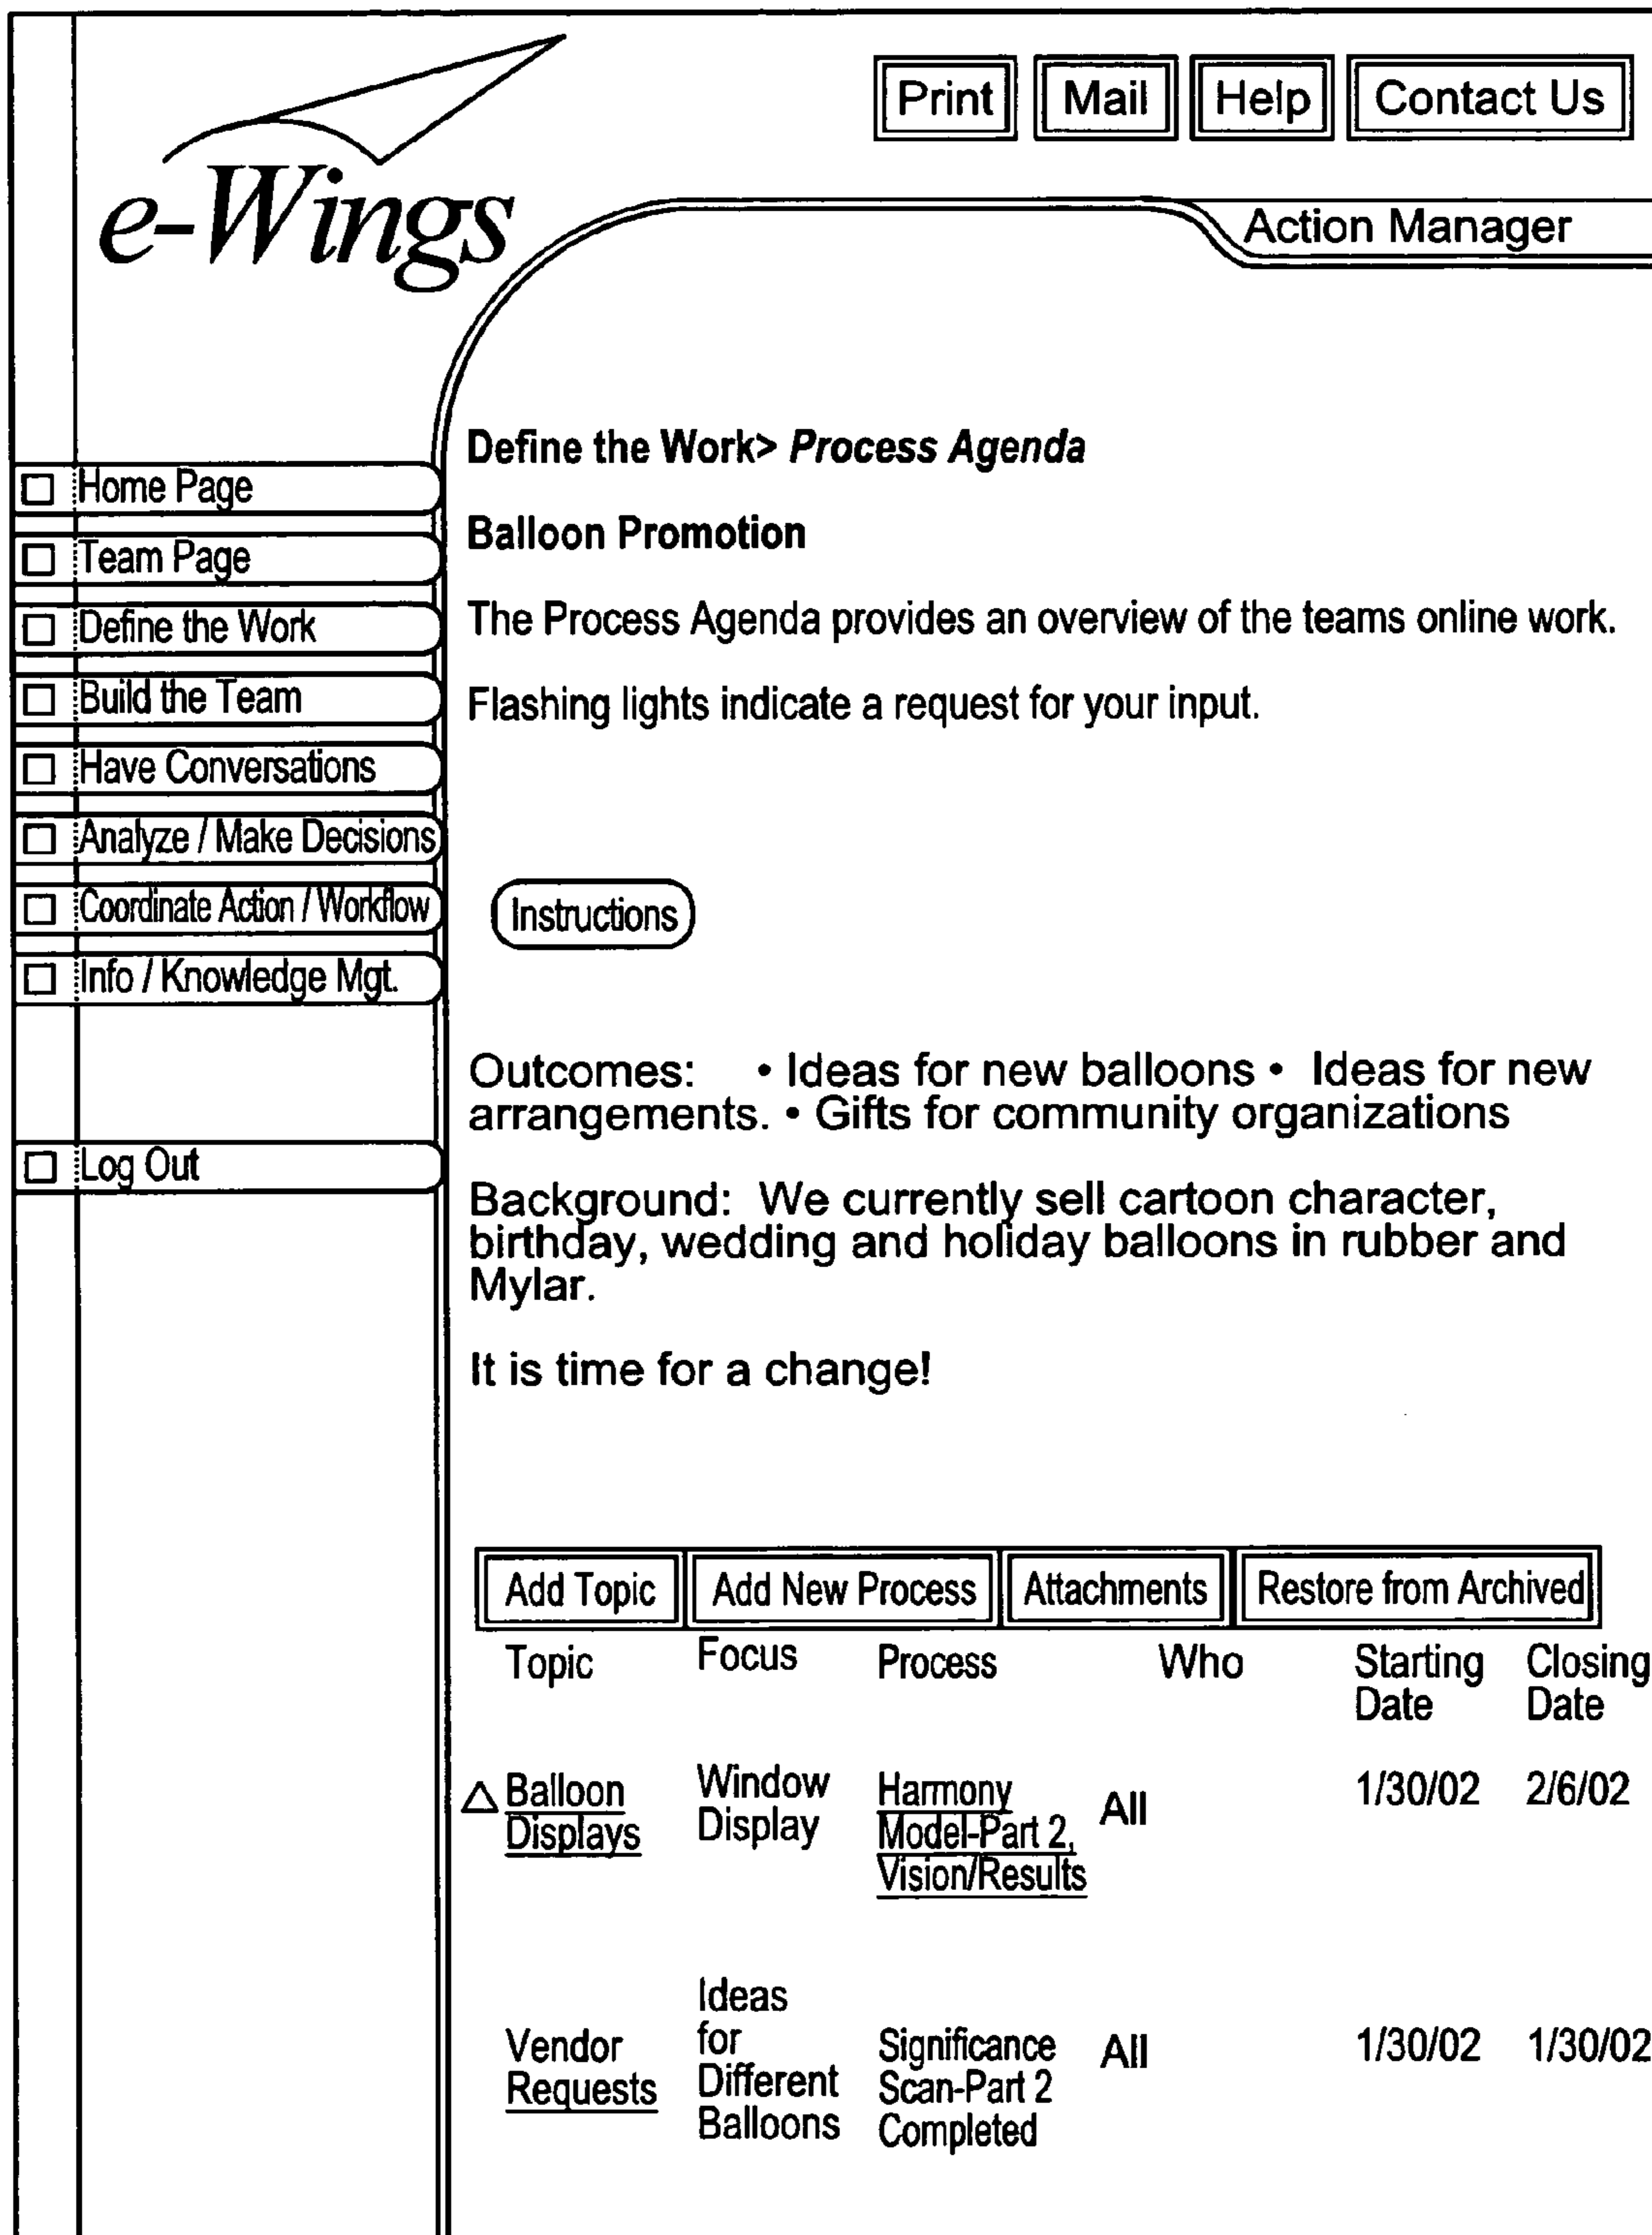 Print Mail Help Contact Us
e-Wings
Action Manager
Define the Work> Process Agenda
Home Page
Balloon Promotion
Team Page
Define the Work
The Process Agenda provides an overview of the teams online work.
Build the Team
Flashing lights indicate a request for your input.
Have Conversations
Analyze / Make Decisions
Coordinate Action / Workflow
Instructions
Info / Knowledge Mgt.
Outcomes: • Ideas for new balloons • Ideas for new
arrangements. • Gifts for community organizations
Log Out
Background: We currently sell cartoon character,
birthday, wedding and holiday balloons in rubber and
Mylar.
It is time for a change!
Add Topic Add New Process Attachments Restore from Archived
Topic Focus Process Who Starting Closing
Date Date
Balloon Window Harmony All 1/30/02 2/6/02
Displays Display Model-Part 2,
Vision/Results
Ideas
Vendor for Significance All 1/30/02 1/30/02
Requests Different Scan-Part 2
Balloons Completed